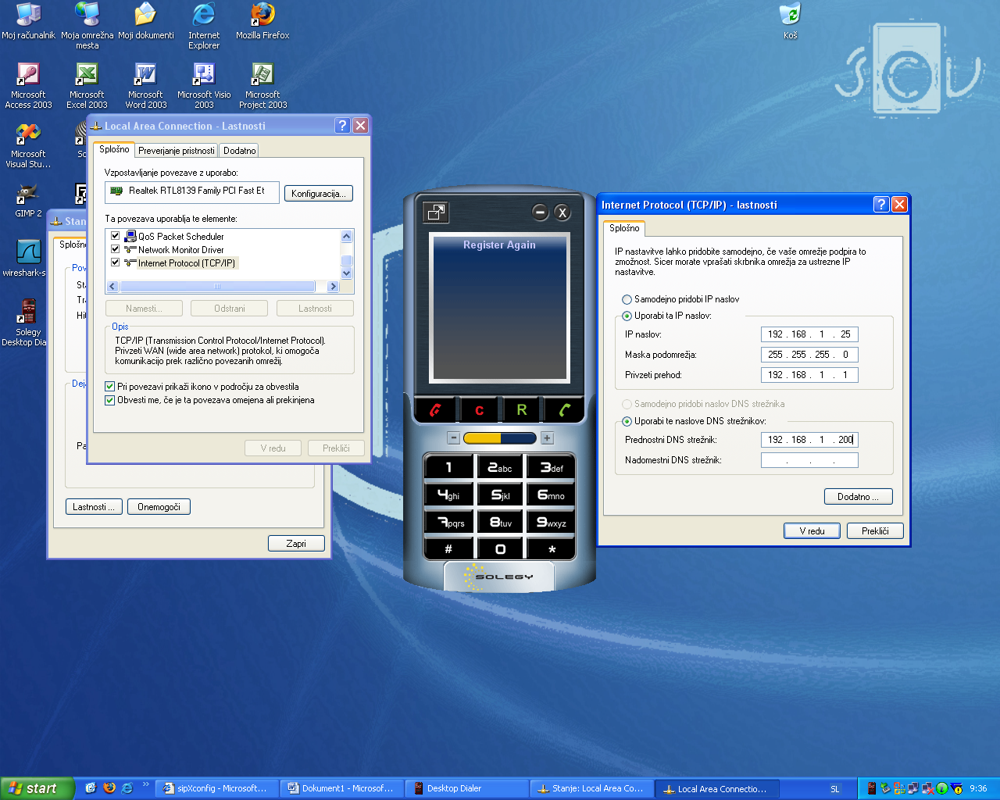 Moj računalnik
Moja omrežna mesta
Moji dokumenti
Internet Explorer
Mozilla Firefox
Koš
SCV
Microsoft Access 2003
Microsoft Excel 2003
Microsoft Word 2003
Microsoft Visio 2003
Microsoft Project 2003
Microsoft Visual Stu...
GIMP 2
wireshark-s
Solegy Desktop Dia
Local Area Connection - Lastnosti
Splošno
Preverjanje pristnosti
Dodatno
Vzpostavljanje povezave z uporabo:
Realtek RTL8139 Family PCI Fast Et
Konfiguracija...
Ta povezava uporablja te elemente:
QoS Packet Scheduler
Network Monitor Driver
Internet Protocol (TCP/IP)
Namesti...
Odstrani
Lastnosti
Opis
TCP/IP (Transmission Control Protocol/Internet Protocol).
Privzeti WAN (wide area network) protokol, ki omogoča
komunikacijo prek različno povezanih omrežij.
Pri povezavi prikaži ikono v področju za obvestila
Obvesti me, če je ta povezava omejena ali prekinjena
V redu
Prekliči
Lastnosti ...
Onemogoči
Zapri
Register Again
C
R
1
2abc
3def
4ghi
5jkl
6mno
7pqrs
8tuv
9wxyz
#
0
*
SOLEGY
Internet Protocol (TCP/IP) - lastnosti
Splošno
IP nastavitve lahko pridobite samodejno, če vaše omrežje podpira to
zmožnost. Sicer morate vprašati skrbnika omrežja za ustrezne IP
nastavitve.
Samodejno pridobi IP naslov
Uporabi ta IP naslov:
IP naslov: 192 . 168 . 1 . 25
Maska podomrežja: 255 . 255 . 255 . 0
Privzeti prehod: 192 . 168 . 1 . 1
Samodejno pridobi naslov DNS strežnika
Uporabi te naslove DNS strežnikov:
Prednostni DNS strežnik: 192 . 168 . 1 . 200
Nadomestni DNS strežnik: . . .
Dodatno ...
V redu
Prekliči
start
sipXconfig - Microsoft...
Dokument1 - Microsof...
Desktop Dialer
Stanje: Local Area Co...
Local Area Connectio...
SL
9:36